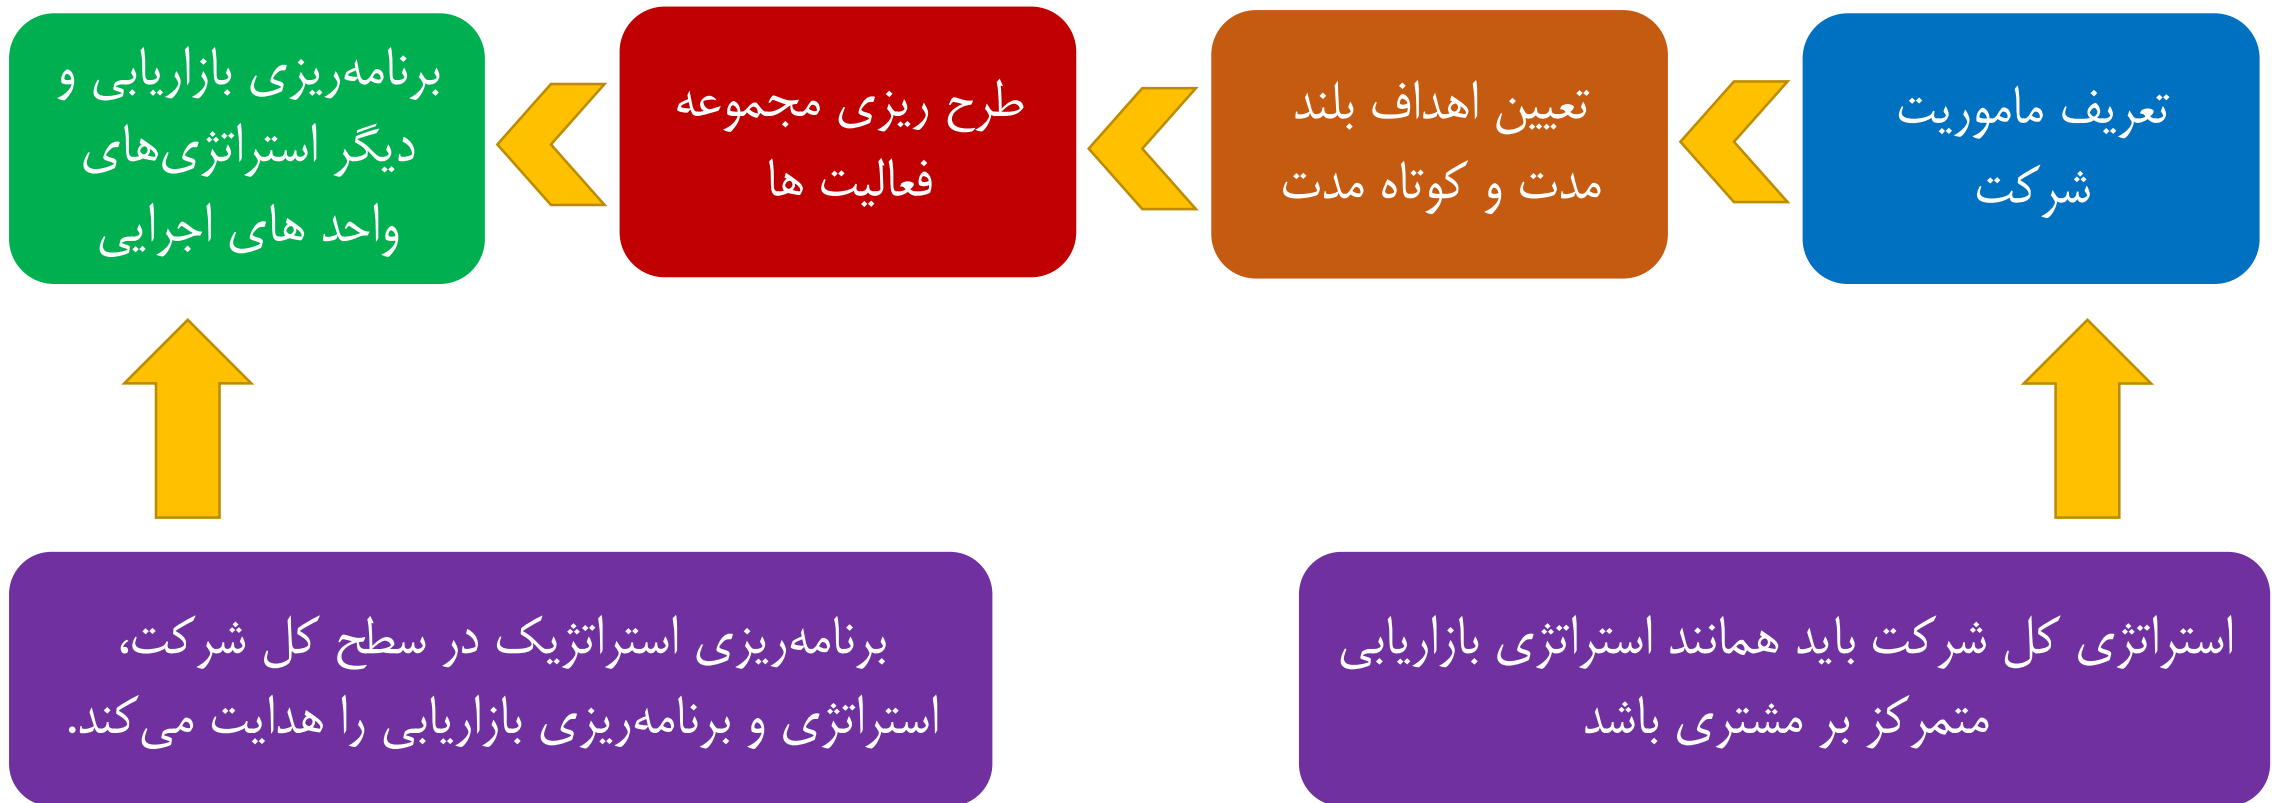 تعریف ماموریت
شرکت
تعیین اهداف بلند
مدت و کوتاه مدت
طرح ریزی مجموعه
فعالیت ها
برنامه‌ریزی بازاریابی و
دیگر استراتژی‌های
واحد های اجرایی
استراتژی کل شرکت باید همانند استراتژی بازاریابی
متمرکز بر مشتری باشد
برنامه‌ریزی استراتژیک در سطح کل شرکت،
استراتژی و برنامه‌ریزی بازاریابی را هدایت می‌کند.